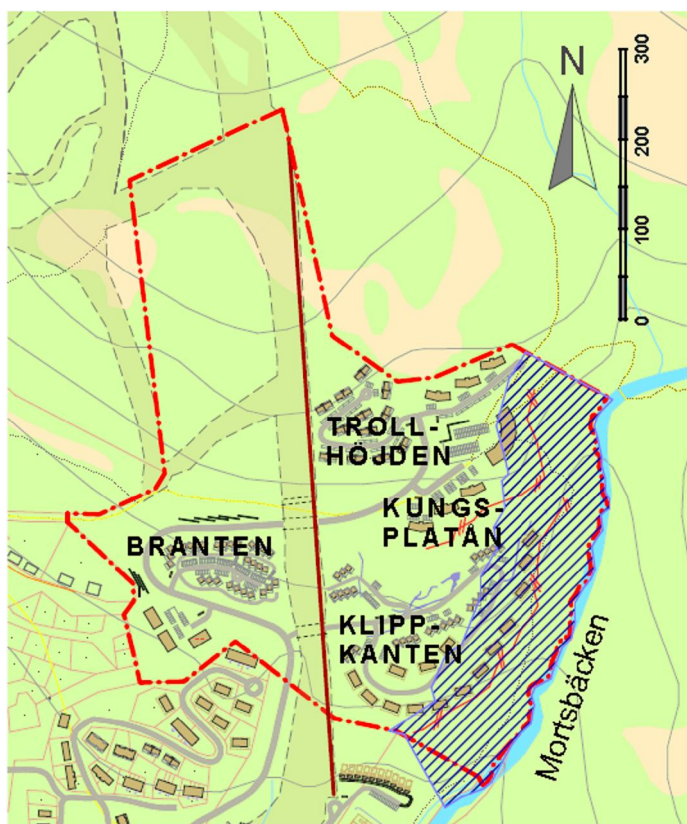 N
300
200
100
0
TROLL-
HÖJDEN
KUNGS-
PLATÅN
BRANTEN
KLIPP-
KANTEN
Mortsbäcken